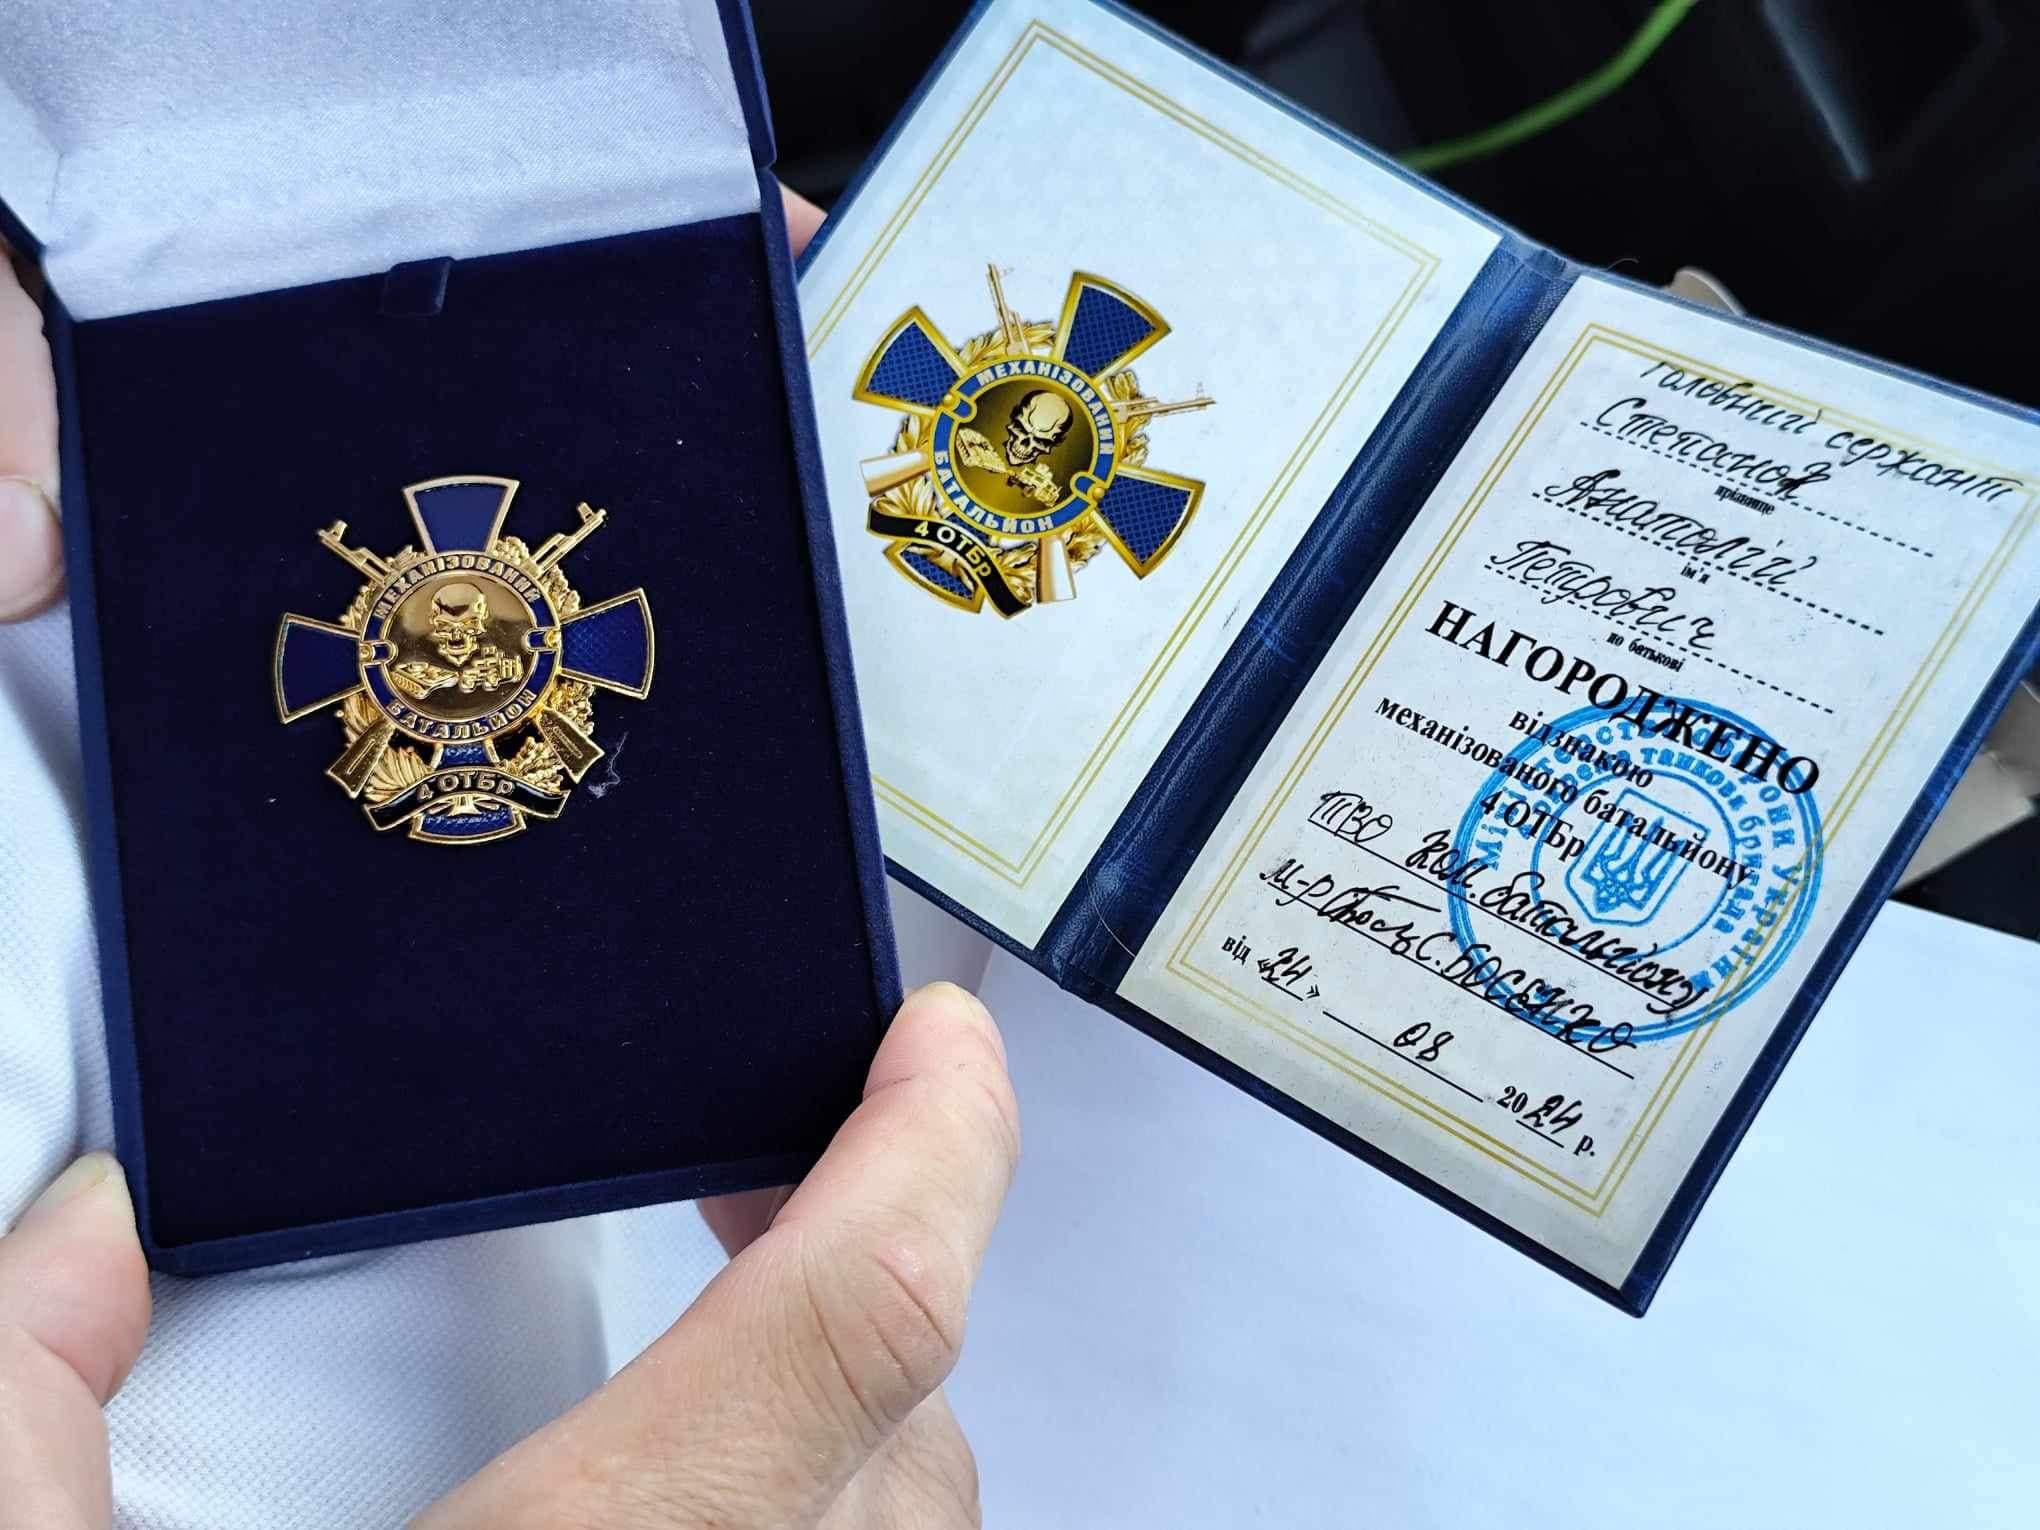 МЕХАНІЗОВАНИЙ
БАТАЛЬЙОН
4 ОТБр
МЕХАНІЗОВАНИЙ
БАТАЛЬЙОН
4 ОТБр
головний сержант
Степанов
прізвище
Анатолій
ім'я
Петрович
по батькові
НАГОРОДЖЕНО
відзнакою
механізованого батальйону
4 ОТБр
ТВО ком. батальйону
м-р С. БОСЕНКО
від «24» 08 2024 р.